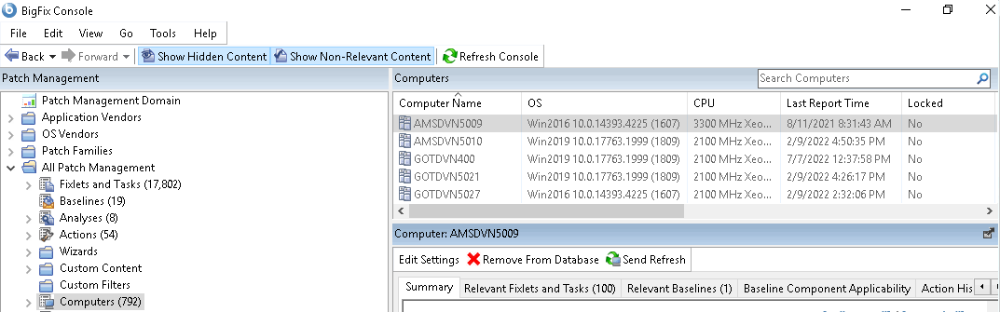 BigFix Console
File Edit View Go Tools Help
Back Forward Show Hidden Content Show Non-Relevant Content Refresh Console
Patch Management
Patch Management Domain
Application Vendors
OS Vendors
Patch Families
All Patch Management
Fixlets and Tasks (17,802)
Baselines (19)
Analyses (8)
Actions (54)
Wizards
Custom Content
Custom Filters
Computers (792)
Computers Search Computers
Computer Name OS CPU Last Report Time Locked
AMSDVN5009 Win2016 10.0.14393.4225 (1607) 3300 MHz Xeo... 8/11/2021 8:31:43 AM No
AMSDVN5010 Win2019 10.0.17763.1999 (1809) 2100 MHz Xeo... 2/9/2022 4:50:35 PM No
GOTDVN400 Win2019 10.0.17763.1999 (1809) 2100 MHz Xeo... 7/7/2022 12:37:58 PM No
GOTDVN5021 Win2019 10.0.17763.1999 (1809) 2100 MHz Xeo... 2/9/2022 4:26:17 PM No
GOTDVN5027 Win2016 10.0.14393.4225 (1607) 2100 MHz Xeo... 2/9/2022 2:32:06 PM No
Computer: AMSDVN5009
Edit Settings Remove From Database Send Refresh
Summary Relevant Fixlets and Tasks (100) Relevant Baselines (1) Baseline Component Applicability Action His